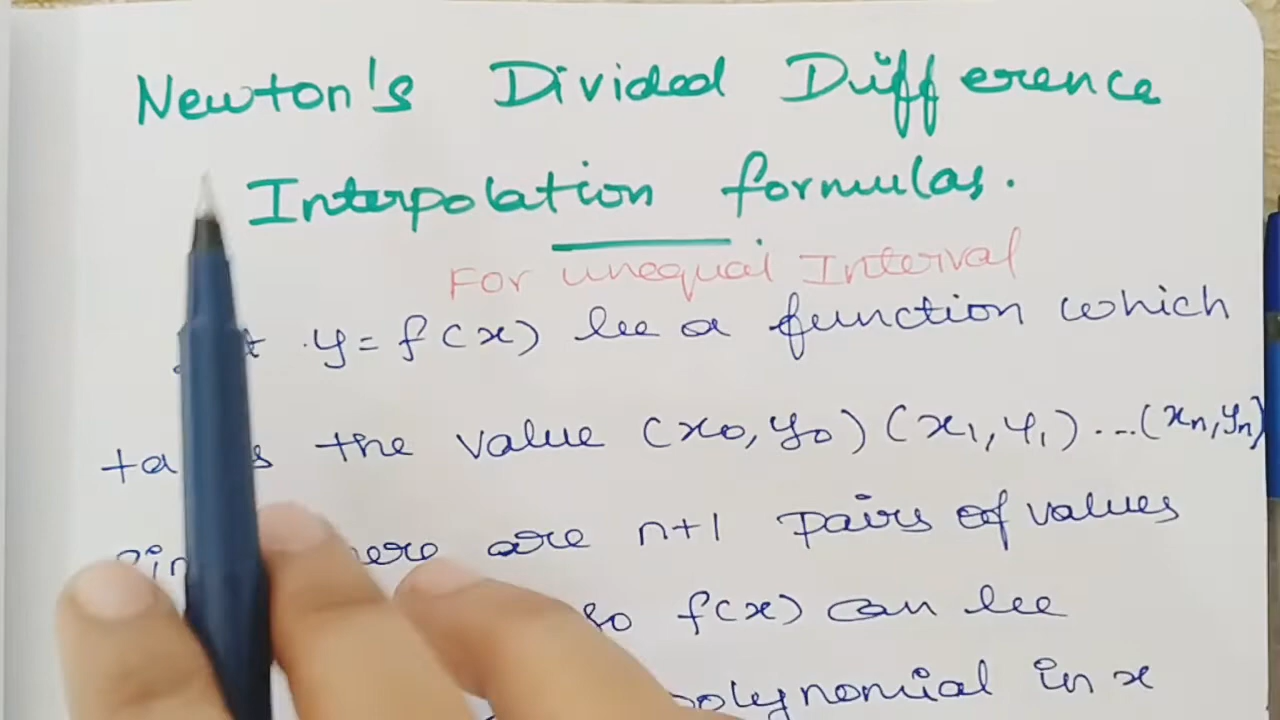 Newton's Divided Difference
Interpolation formulas.
For unequal Interval
y = f(x) be a function which
the value (x0, y0) (x1, y1) ...(xn, yn)
are n+1 pairs of values
so f(x) can be
polynomial in x